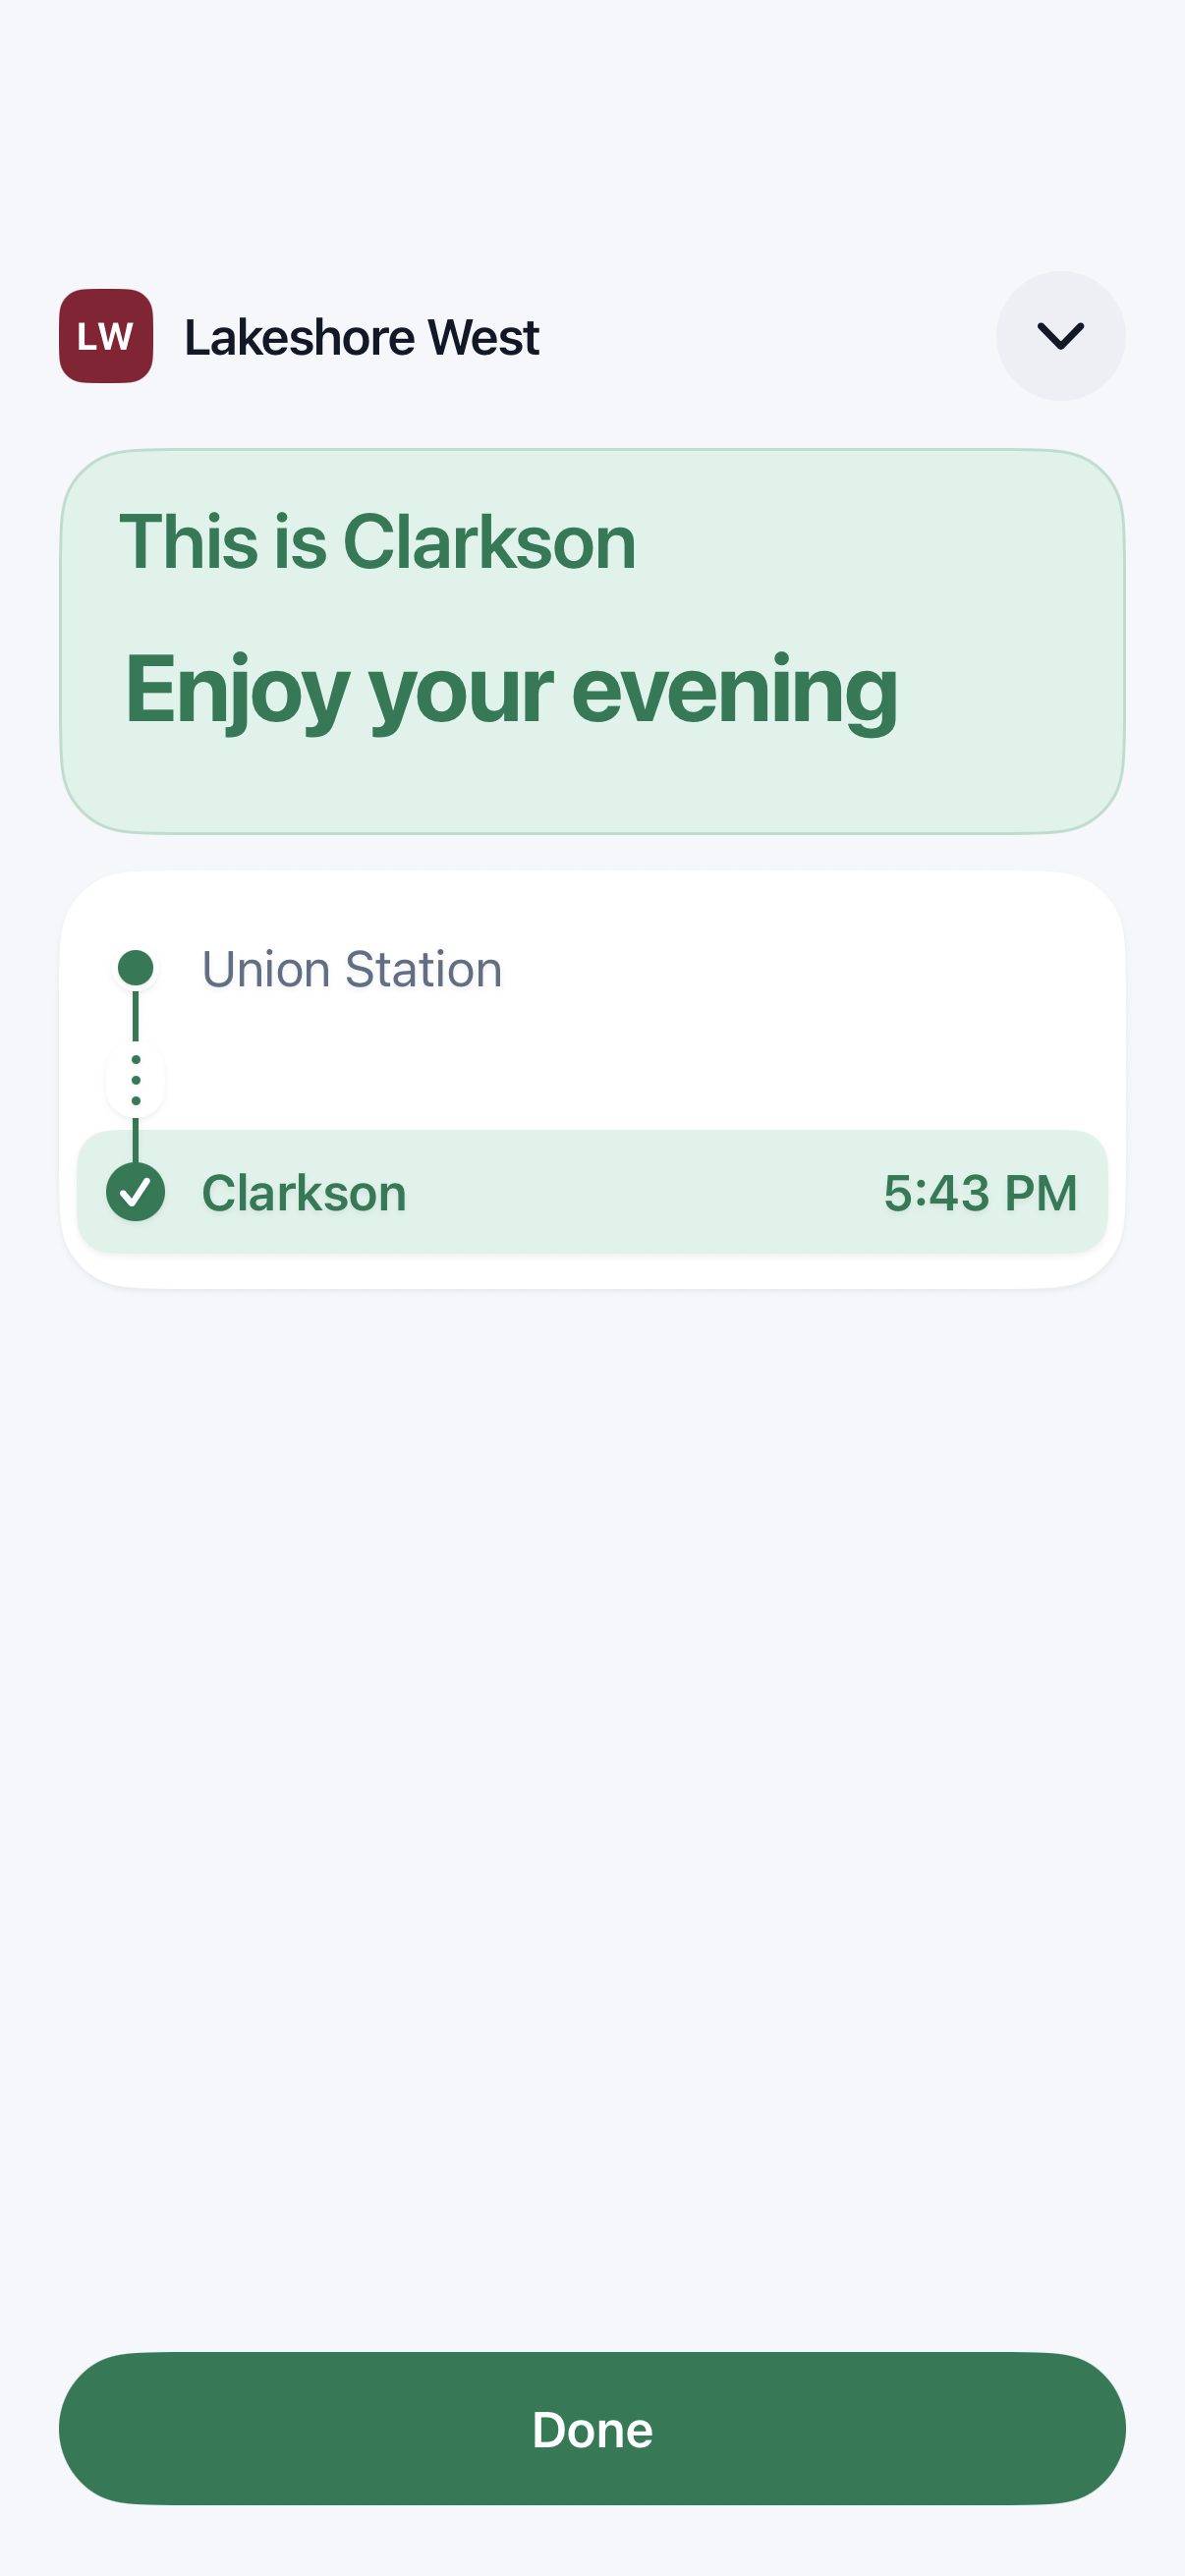 LW Lakeshore West
This is Clarkson
Enjoy your evening
Union Station
Clarkson 5:43 PM
Done